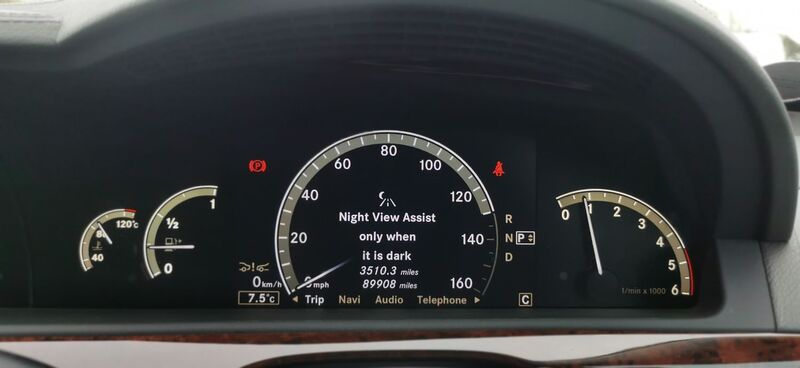 120°C
80
40
1
½
0
P
20
40
60
80
100
120
140
160
Night View Assist
only when
it is dark
3510.3 miles
89908 miles
0 mph
0 km/h
7.5°C
◄ Trip Navi Audio Telephone ►
R
N P
D
C
0 1 2 3 4 5 6
1/min x 1000